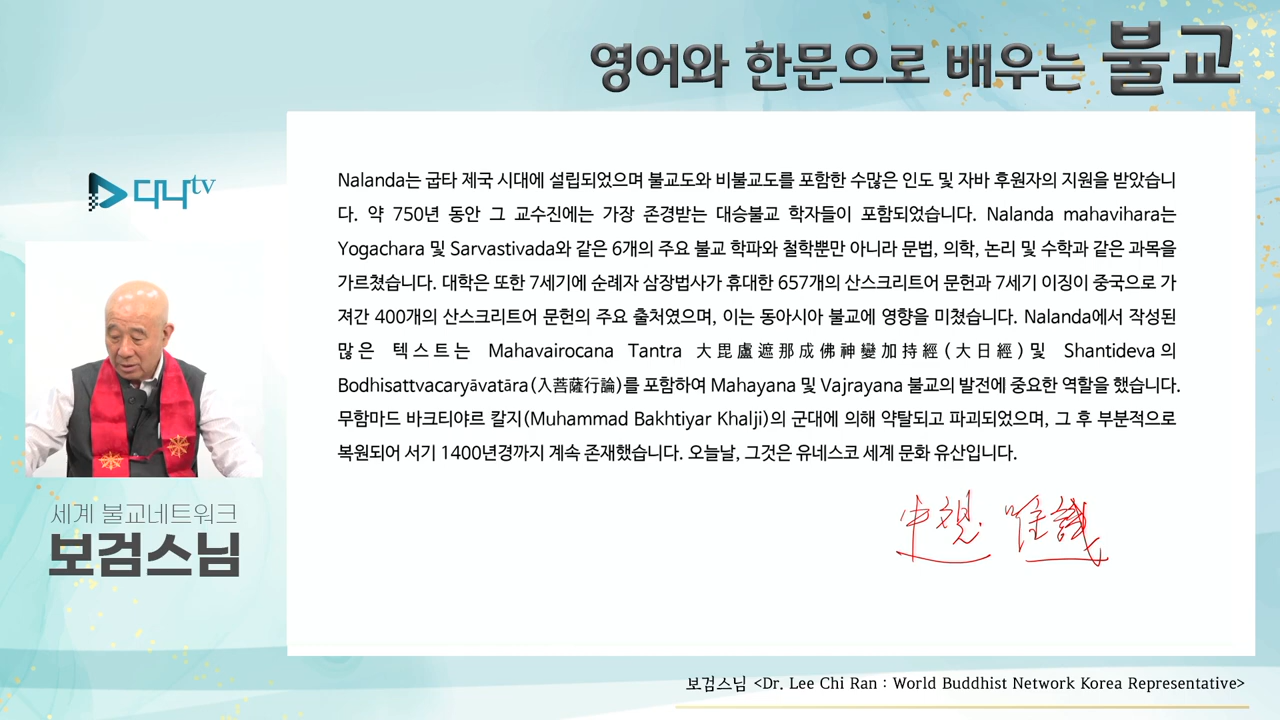 영어와 한문으로 배우는 불교
디나tv
Nalanda는 굽타 제국 시대에 설립되었으며 불교도와 비불교도를 포함한 수많은 인도 및 자바 후원자의 지원을 받았습니
다. 약 750년 동안 그 교수진에는 가장 존경받는 대승불교 학자들이 포함되었습니다. Nalanda mahavihara는
Yogachara 및 Sarvastivada와 같은 6개의 주요 불교 학파와 철학뿐만 아니라 문법, 의학, 논리 및 수학과 같은 과목을
가르쳤습니다. 대학은 또한 7세기에 순례자 삼장법사가 휴대한 657개의 산스크리트어 문헌과 7세기 이징이 중국으로 가
져간 400개의 산스크리트어 문헌의 주요 출처였으며, 이는 동아시아 불교에 영향을 미쳤습니다. Nalanda에서 작성된
많은 텍스트는 Mahavairocana Tantra 大毘盧遮那成佛神變加持經(大日經)및 Shantideva의
Bodhisattvacaryāvatāra(入菩薩行論)를 포함하여 Mahayana 및 Vajrayana 불교의 발전에 중요한 역할을 했습니다.
무함마드 바크티야르 칼지(Muhammad Bakhtiyar Khalji)의 군대에 의해 약탈되고 파괴되었으며, 그 후 부분적으로
복원되어 서기 1400년경까지 계속 존재했습니다. 오늘날, 그것은 유네스코 세계 문화 유산입니다.
中観. 唯識
세계 불교네트워크
보검스님
보검스님 <Dr. Lee Chi Ran : World Buddhist Network Korea Representative>